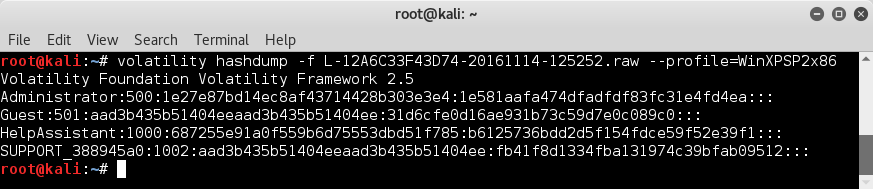 root@kali: ~
File Edit View Search Terminal Help
root@kali:~# volatility hashdump -f L-12A6C33F43D74-20161114-125252.raw --profile=WinXPSP2x86
Volatility Foundation Volatility Framework 2.5
Administrator:500:1e27e87bd14ec8af43714428b303e3e4:1e581aafa474dfadfdf83fc31e4fd4ea:::
Guest:501:aad3b435b51404eeaad3b435b51404ee:31d6cfe0d16ae931b73c59d7e0c089c0:::
HelpAssistant:1000:687255e91a0f559b6d75553dbd51f785:b6125736bdd2d5f154fdce59f52e39f1:::
SUPPORT_388945a0:1002:aad3b435b51404eeaad3b435b51404ee:fb41f8d1334fba131974c39bfab09512:::
root@kali:~#